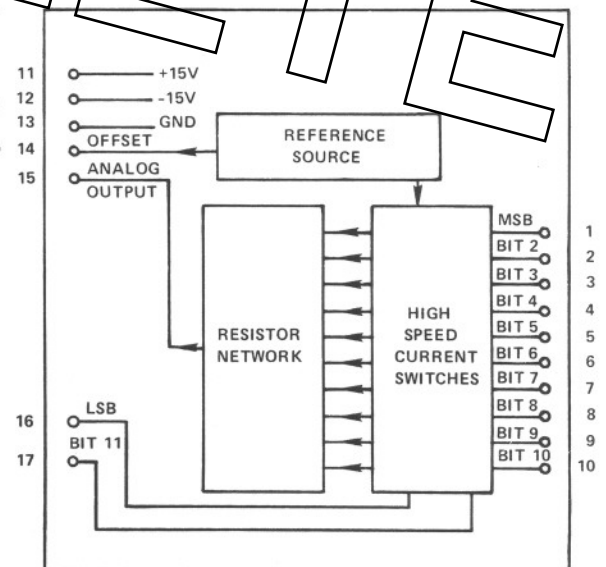 11 +15V
12 -15V
13 GND
14 OFFSET
15 ANALOG
OUTPUT
REFERENCE
SOURCE
RESISTOR
NETWORK
HIGH
SPEED
CURRENT
SWITCHES
MSB 1
BIT 2 2
BIT 3 3
BIT 4 4
BIT 5 5
BIT 6 6
BIT 7 7
BIT 8 8
BIT 9 9
BIT 10 10
16 LSB
17 BIT 11